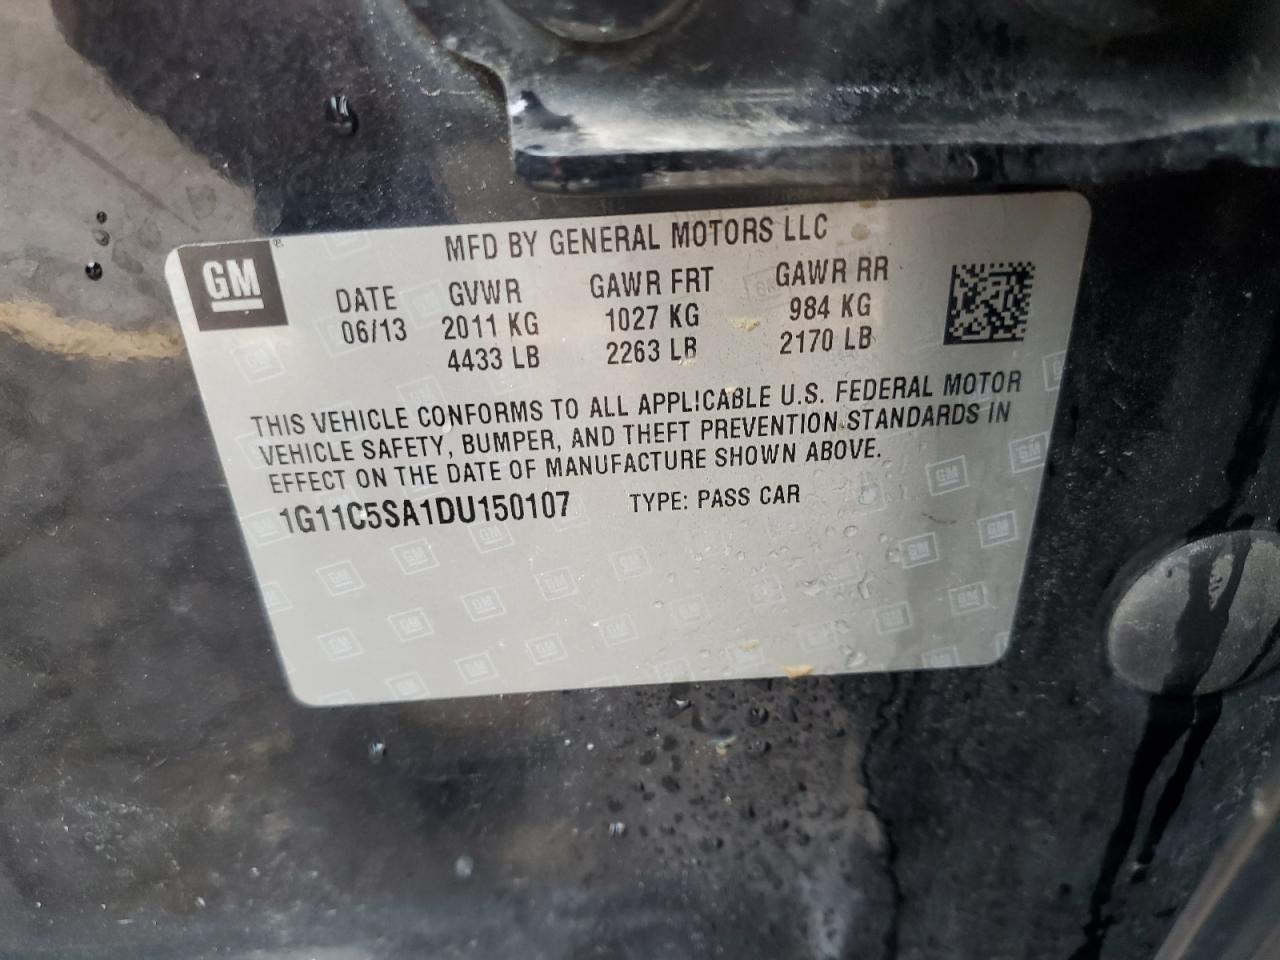 GM
MFD BY GENERAL MOTORS LLC
DATE GVWR GAWR FRT GAWR RR
06/13 2011 KG 1027 KG 984 KG
4433 LB 2263 LB 2170 LB
THIS VEHICLE CONFORMS TO ALL APPLICABLE U.S. FEDERAL MOTOR
VEHICLE SAFETY, BUMPER, AND THEFT PREVENTION STANDARDS IN
EFFECT ON THE DATE OF MANUFACTURE SHOWN ABOVE.
1G11C5SA1DU150107 TYPE: PASS CAR